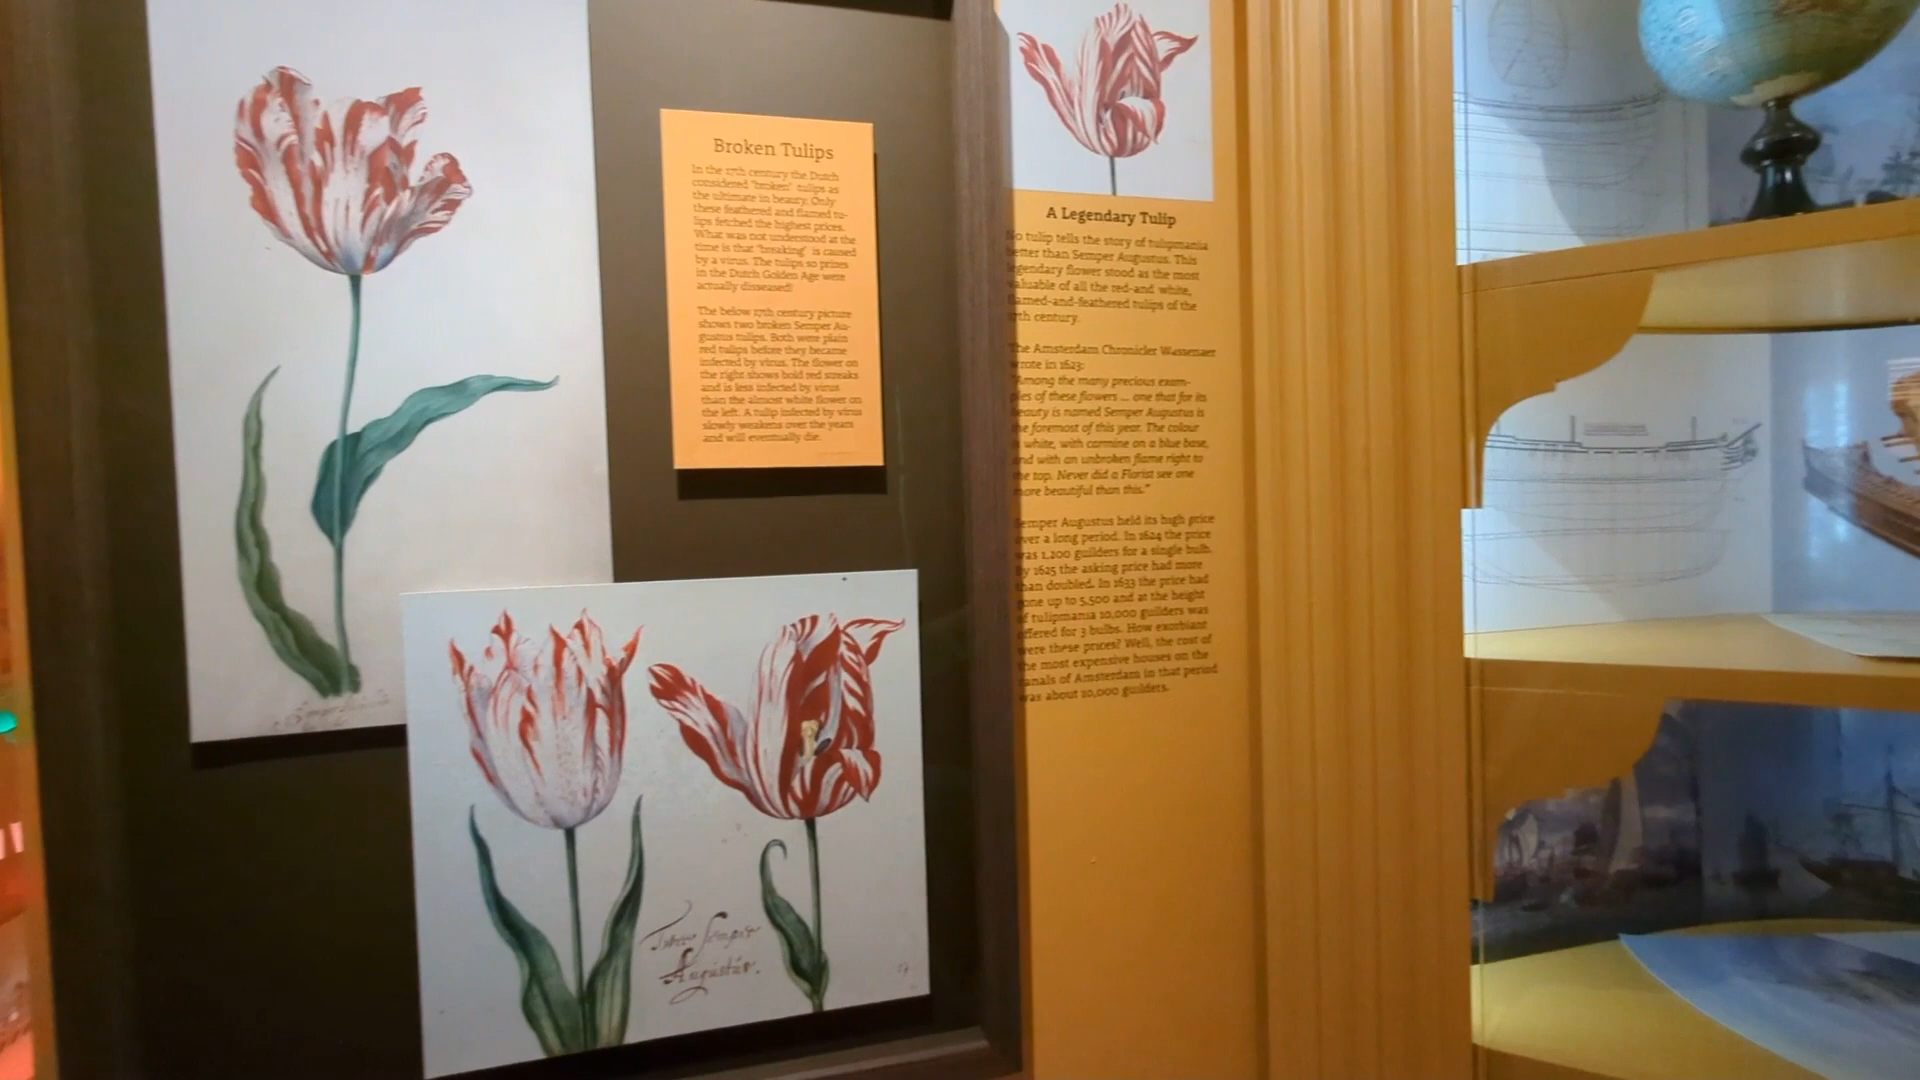 Broken Tulips
In the 17th century the Dutch
considered "broken" tulips as
the ultimate in beauty. Only
these feathered and flamed tu-
lips fetched the highest prices.
What was not understood at the
time is that "breaking" is caused
by a virus. The tulips so prizes
in the Dutch Golden Age were
actually disseased!
The below 17th century picture
shows two broken Semper Au-
gustus tulips. Both were plain
red tulips before they became
infected by virus. The flower on
the right shows bold red streaks
and is less infected by virus
than the almost white flower on
the left. A tulip infected by virus
slowly weakens over the years
and will eventually die.
Semper
Augustus.
A Legendary Tulip
No tulip tells the story of tulipmania
better than Semper Augustus. This
legendary flower stood as the most
valuable of all the red-and white,
flamed-and-feathered tulips of the
17th century.
The Amsterdam Chronicler Wassenaer
wrote in 1623:
"Among the many precious exam-
ples of these flowers ... one that for its
beauty is named Semper Augustus is
the foremost of this year. The colour
is white, with carmine on a blue base,
and with an unbroken flame right to
the top. Never did a Florist see one
more beautiful than this."
Semper Augustus held its high price
over a long period. In 1624 the price
was 1,200 guilders for a single bulb.
By 1625 the asking price had more
than doubled. In 1633 the price had
gone up to 5,500 and at the height
of tulipmania 10,000 guilders was
offered for 3 bulbs. How exorbiant
were these prices? Well, the cost of
the most expensive houses on the
canals of Amsterdam in that period
was about 10,000 guilders.